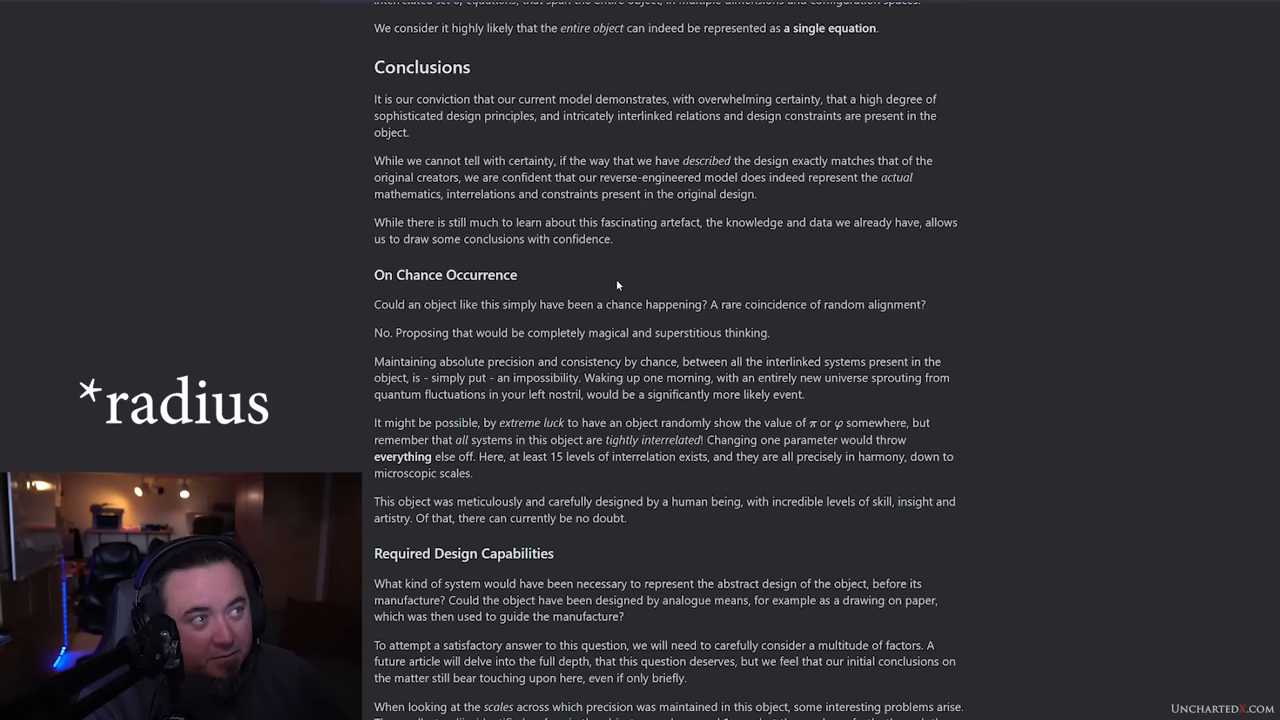 interrelated set of equations, that span the entire object, in multiple dimensions and configuration spaces.
We consider it highly likely that the entire object can indeed be represented as a single equation.
Conclusions
It is our conviction that our current model demonstrates, with overwhelming certainty, that a high degree of
sophisticated design principles, and intricately interlinked relations and design constraints are present in the
object.
While we cannot tell with certainty, if the way that we have described the design exactly matches that of the
original creators, we are confident that our reverse-engineered model does indeed represent the actual
mathematics, interrelations and constraints present in the original design.
While there is still much to learn about this fascinating artefact, the knowledge and data we already have, allows
us to draw some conclusions with confidence.
On Chance Occurrence
Could an object like this simply have been a chance happening? A rare coincidence of random alignment?
No. Proposing that would be completely magical and superstitious thinking.
Maintaining absolute precision and consistency by chance, between all the interlinked systems present in the
object, is - simply put - an impossibility. Waking up one morning, with an entirely new universe sprouting from
quantum fluctuations in your left nostril, would be a significantly more likely event.
It might be possible, by extreme luck to have an object randomly show the value of π or φ somewhere, but
remember that all systems in this object are tightly interrelated! Changing one parameter would throw
everything else off. Here, at least 15 levels of interrelation exists, and they are all precisely in harmony, down to
microscopic scales.
This object was meticulously and carefully designed by a human being, with incredible levels of skill, insight and
artistry. Of that, there can currently be no doubt.
Required Design Capabilities
What kind of system would have been necessary to represent the abstract design of the object, before its
manufacture? Could the object have been designed by analogue means, for example as a drawing on paper,
which was then used to guide the manufacture?
To attempt a satisfactory answer to this question, we will need to carefully consider a multitude of factors. A
future article will delve into the full depth, that this question deserves, but we feel that our initial conclusions on
the matter still bear touching upon here, even if only briefly.
When looking at the scales across which precision was maintained in this object, some interesting problems arise.
*radius
UNCHARTEDX.COM